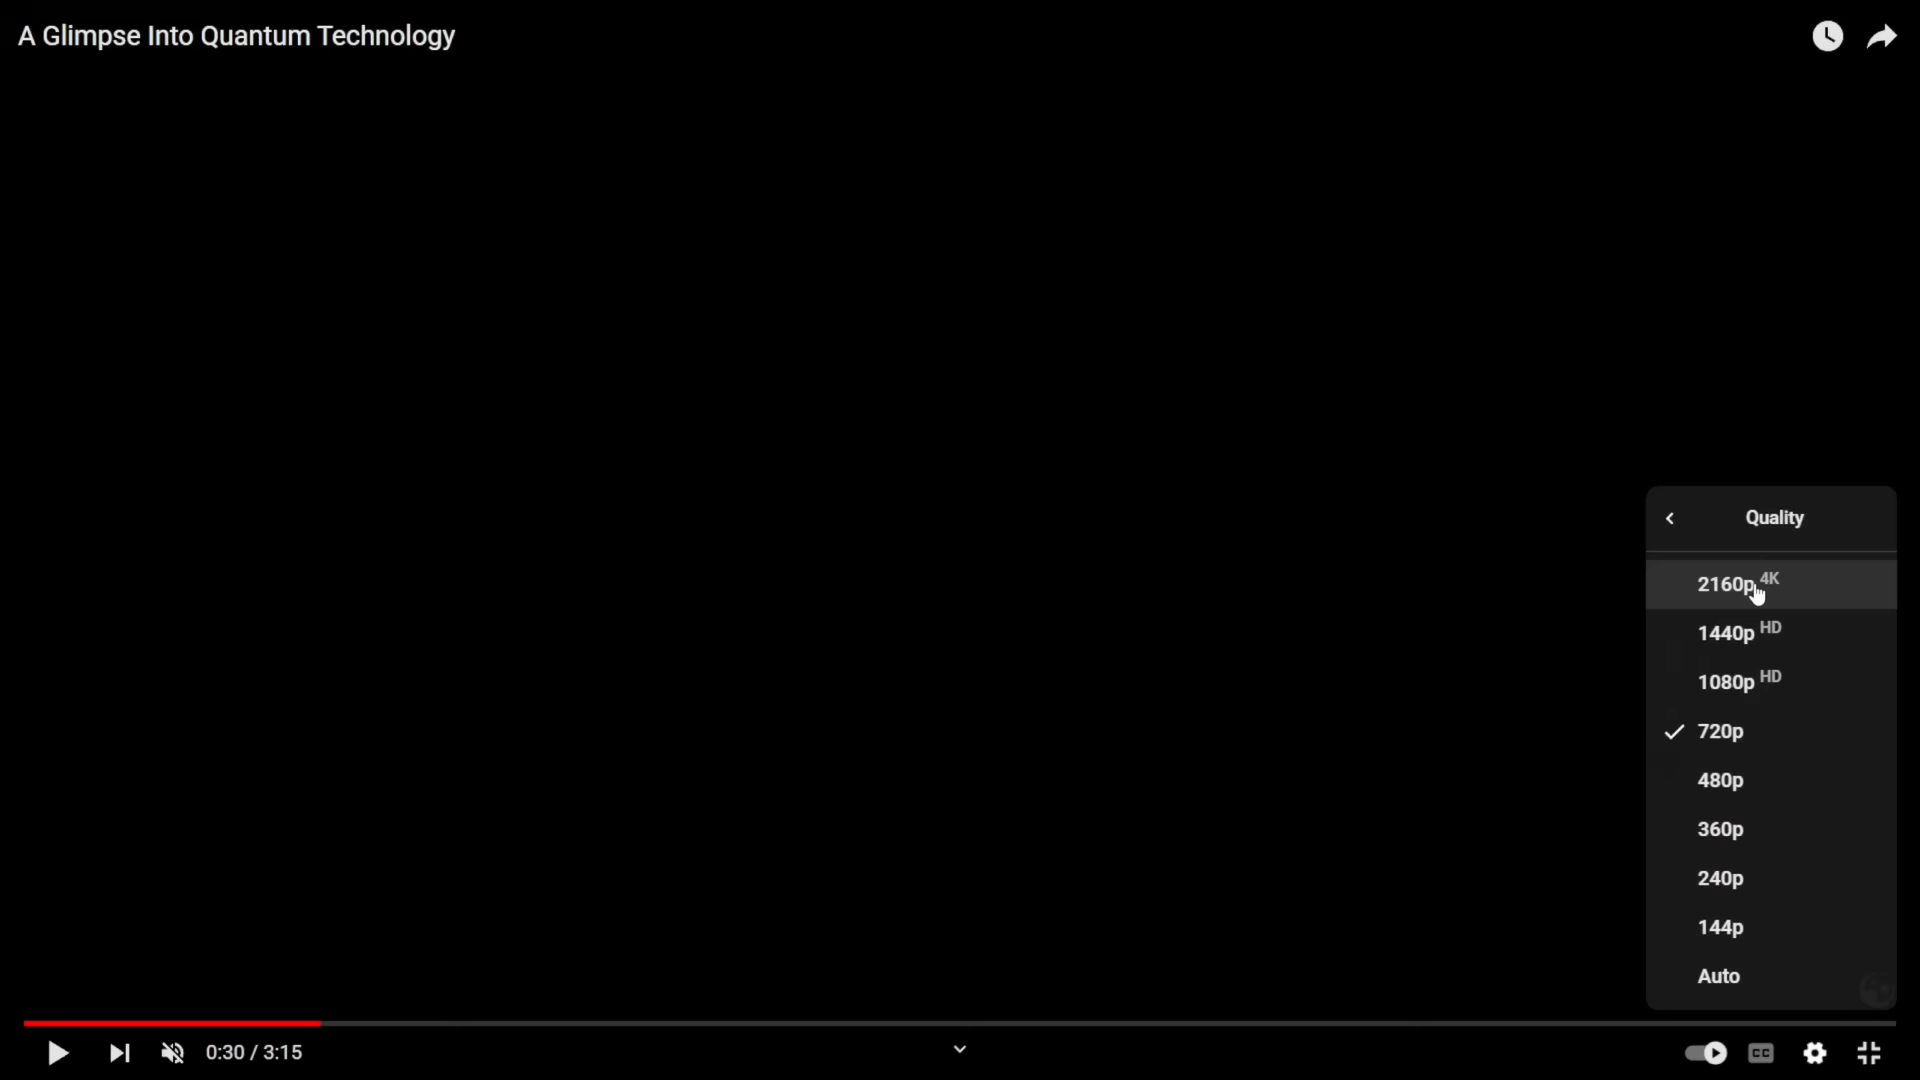 A Glimpse Into Quantum Technology
Quality
2160p 4K
1440p HD
1080p HD
720p
480p
360p
240p
144p
Auto
0:30 / 3:15
CC